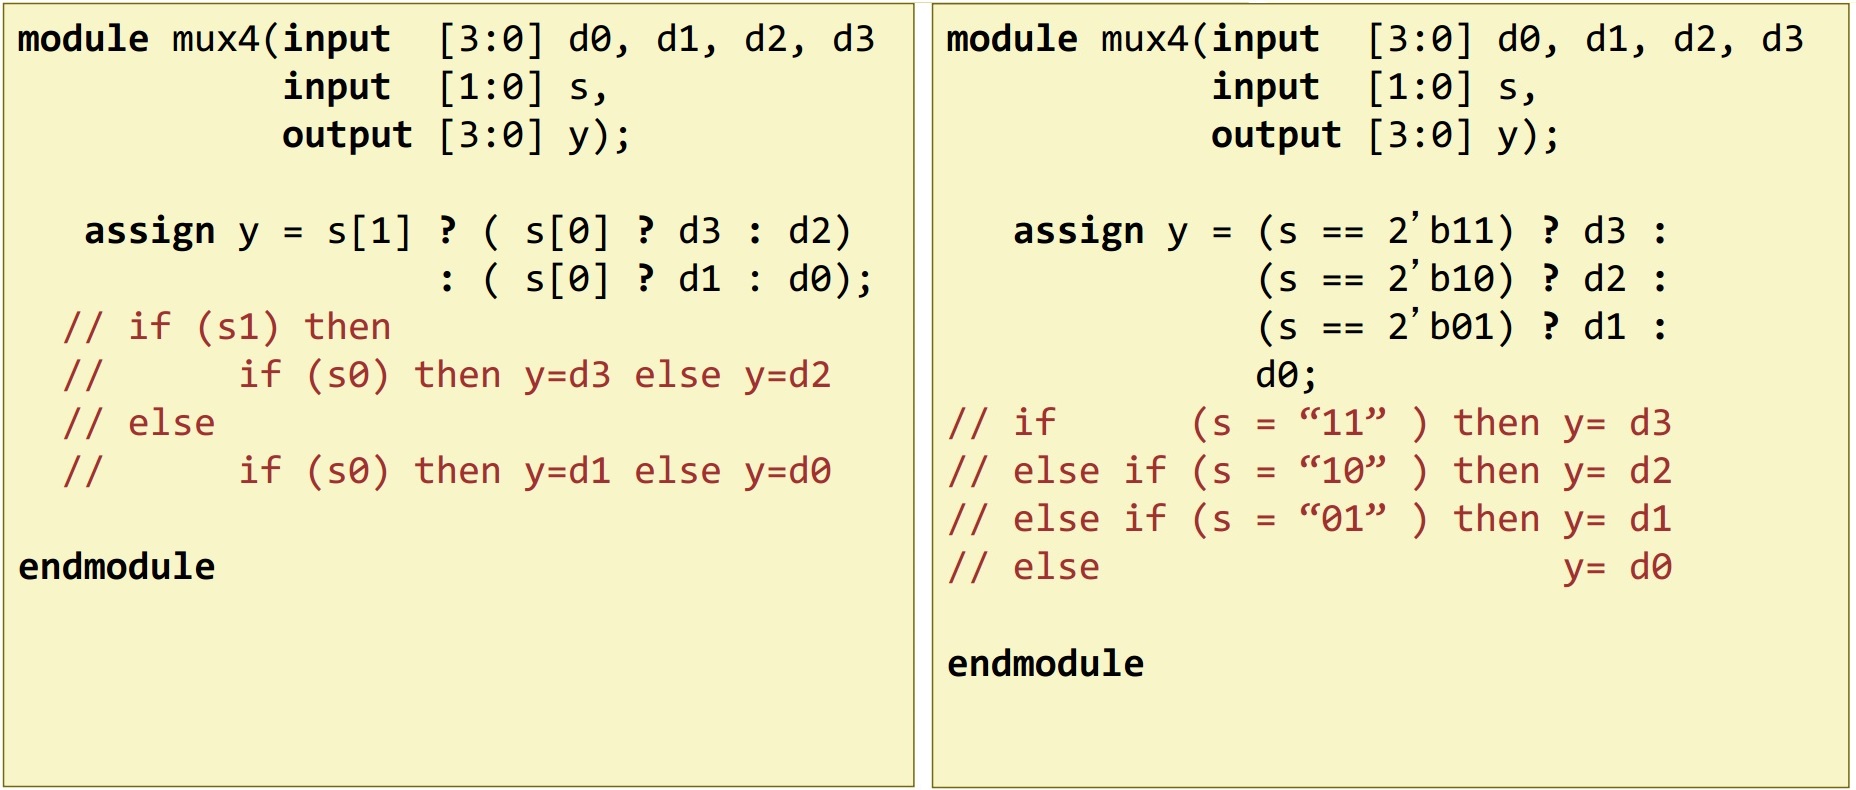 module mux4(input  [3:0] d0, d1, d2, d3
            input  [1:0] s,
            output [3:0] y);
   assign y = s[1] ? ( s[0] ? d3 : d2)
                   : ( s[0] ? d1 : d0);
  // if (s1) then
  //      if (s0) then y=d3 else y=d2
  // else
  //      if (s0) then y=d1 else y=d0
endmodule
module mux4(input  [3:0] d0, d1, d2, d3
            input  [1:0] s,
            output [3:0] y);
   assign y = (s == 2’b11) ? d3 :
              (s == 2’b10) ? d2 :
              (s == 2’b01) ? d1 :
              d0;
// if      (s = “11” ) then y= d3
// else if (s = “10” ) then y= d2
// else if (s = “01” ) then y= d1
// else                     y= d0
endmodule